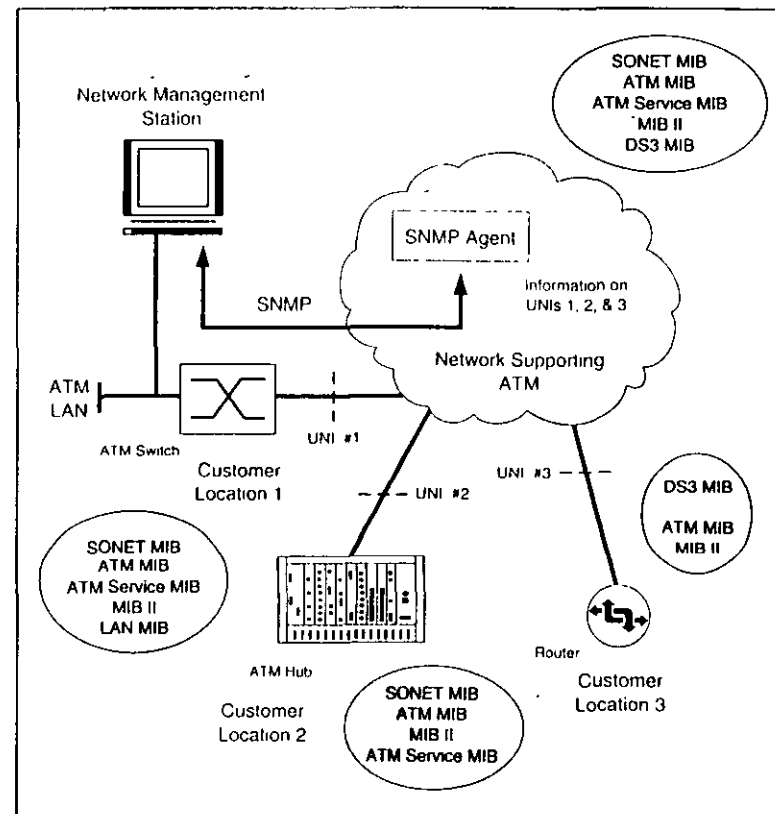 SONET MIB
ATM MIB
ATM Service MIB
MIB II
DS3 MIB
Network Management
Station
SNMP Agent
Information on
UNIs 1, 2, & 3
SNMP
Network Supporting
ATM
ATM
LAN
ATM Switch
UNI #1
Customer
Location 1
UNI #2
UNI #3
DS3 MIB
ATM MIB
MIB II
SONET MIB
ATM MIB
ATM Service MIB
MIB II
LAN MIB
ATM Hub
Customer
Location 2
SONET MIB
ATM MIB
MIB II
ATM Service MIB
Router
Customer
Location 3